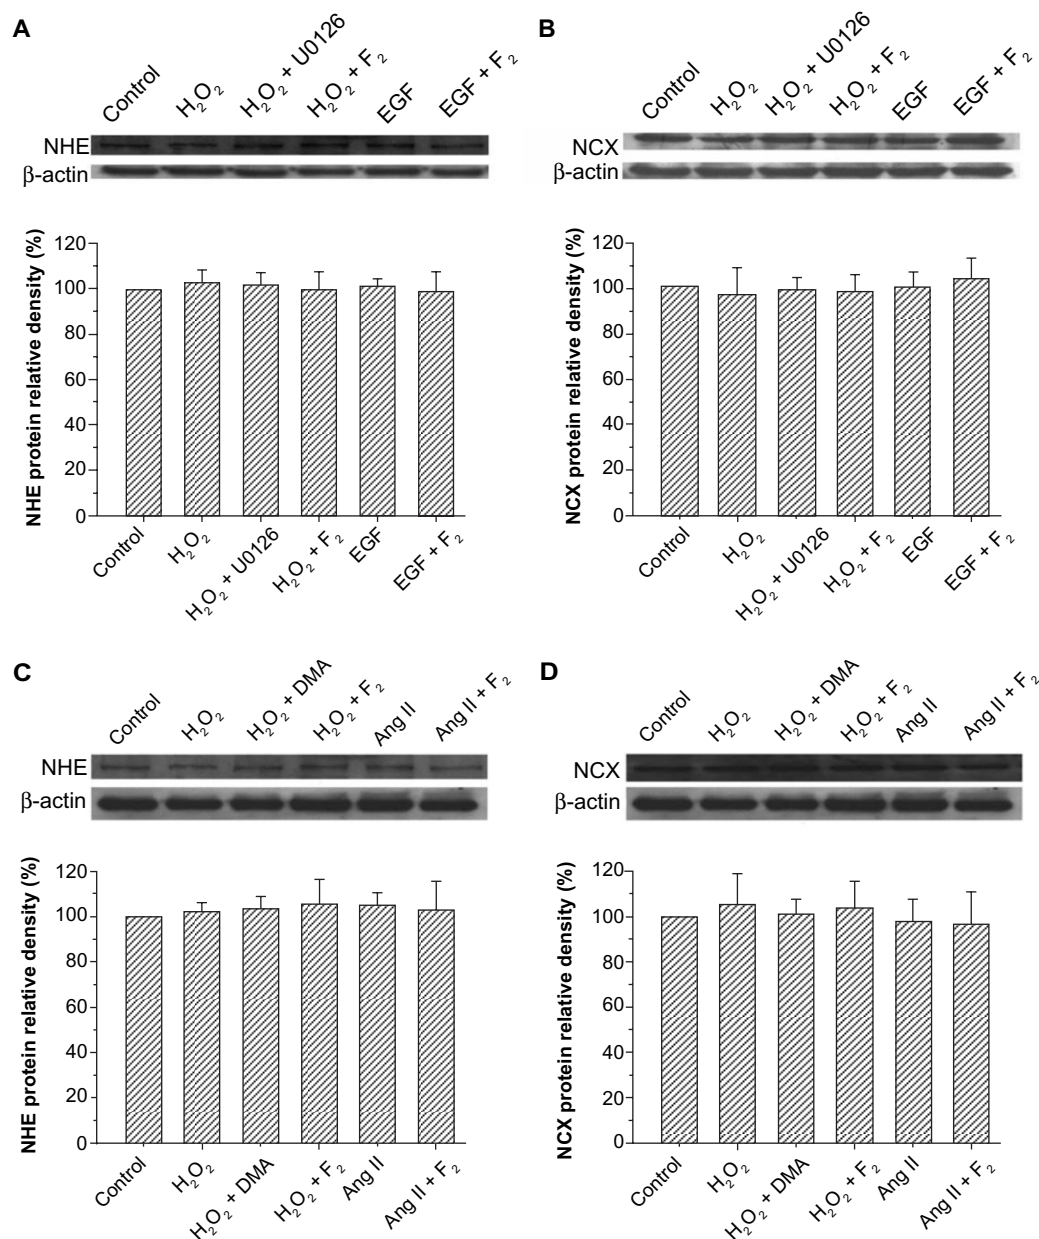 A
Control H₂O₂ H₂O₂ + U0126 H₂O₂ + F₂ EGF EGF + F₂
NHE
β-actin
NHE protein relative density (%)
120
100
80
60
40
20
0
Control H₂O₂ H₂O₂ + U0126 H₂O₂ + F₂ EGF EGF + F₂
B
Control H₂O₂ H₂O₂ + U0126 H₂O₂ + F₂ EGF EGF + F₂
NCX
β-actin
NCX protein relative density (%)
120
100
80
60
40
20
0
Control H₂O₂ H₂O₂ + U0126 H₂O₂ + F₂ EGF EGF + F₂
C
Control H₂O₂ H₂O₂ + DMA H₂O₂ + F₂ Ang II Ang II + F₂
NHE
β-actin
NHE protein relative density (%)
120
100
80
60
40
20
0
Control H₂O₂ H₂O₂ + DMA H₂O₂ + F₂ Ang II Ang II + F₂
D
Control H₂O₂ H₂O₂ + DMA H₂O₂ + F₂ Ang II Ang II + F₂
NCX
β-actin
NCX protein relative density (%)
120
100
80
60
40
20
0
Control H₂O₂ H₂O₂ + DMA H₂O₂ + F₂ Ang II Ang II + F₂